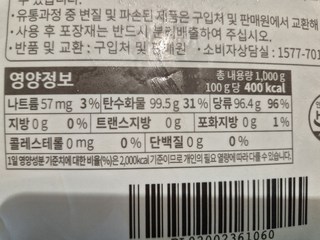 ·유통과정 중 변질 및 파손된 제품은 구입처 및 판매원에서 교환해
·사용 후 포장재는 반드시 분리배출하여 주십시오.
·반품 및 교환 : 구입처 및 판매원 ·소비자상담실 : 1577-701
영양정보
총 내용량 1,000 g
100 g당 400 kcal
나트륨 57 mg 3 % 탄수화물 99.5 g 31 % 당류 96.4 g 96 %
지방 0 g 0 % 트랜스지방 0 g 포화지방 0 g 0 %
콜레스테롤 0 mg 0 % 단백질 0 g 0 %
1일 영양성분 기준치에 대한 비율(%)은 2,000 kcal 기준이므로 개인의 필요 열량에 따라 다를 수 있습니다.